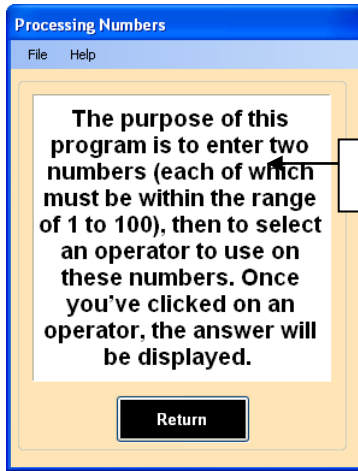 Processing Numbers
File Help
The purpose of this
program is to enter two
numbers (each of which
must be within the range
of 1 to 100), then to select
an operator to use on
these numbers. Once
you've clicked on an
operator, the answer will
be displayed.
Return